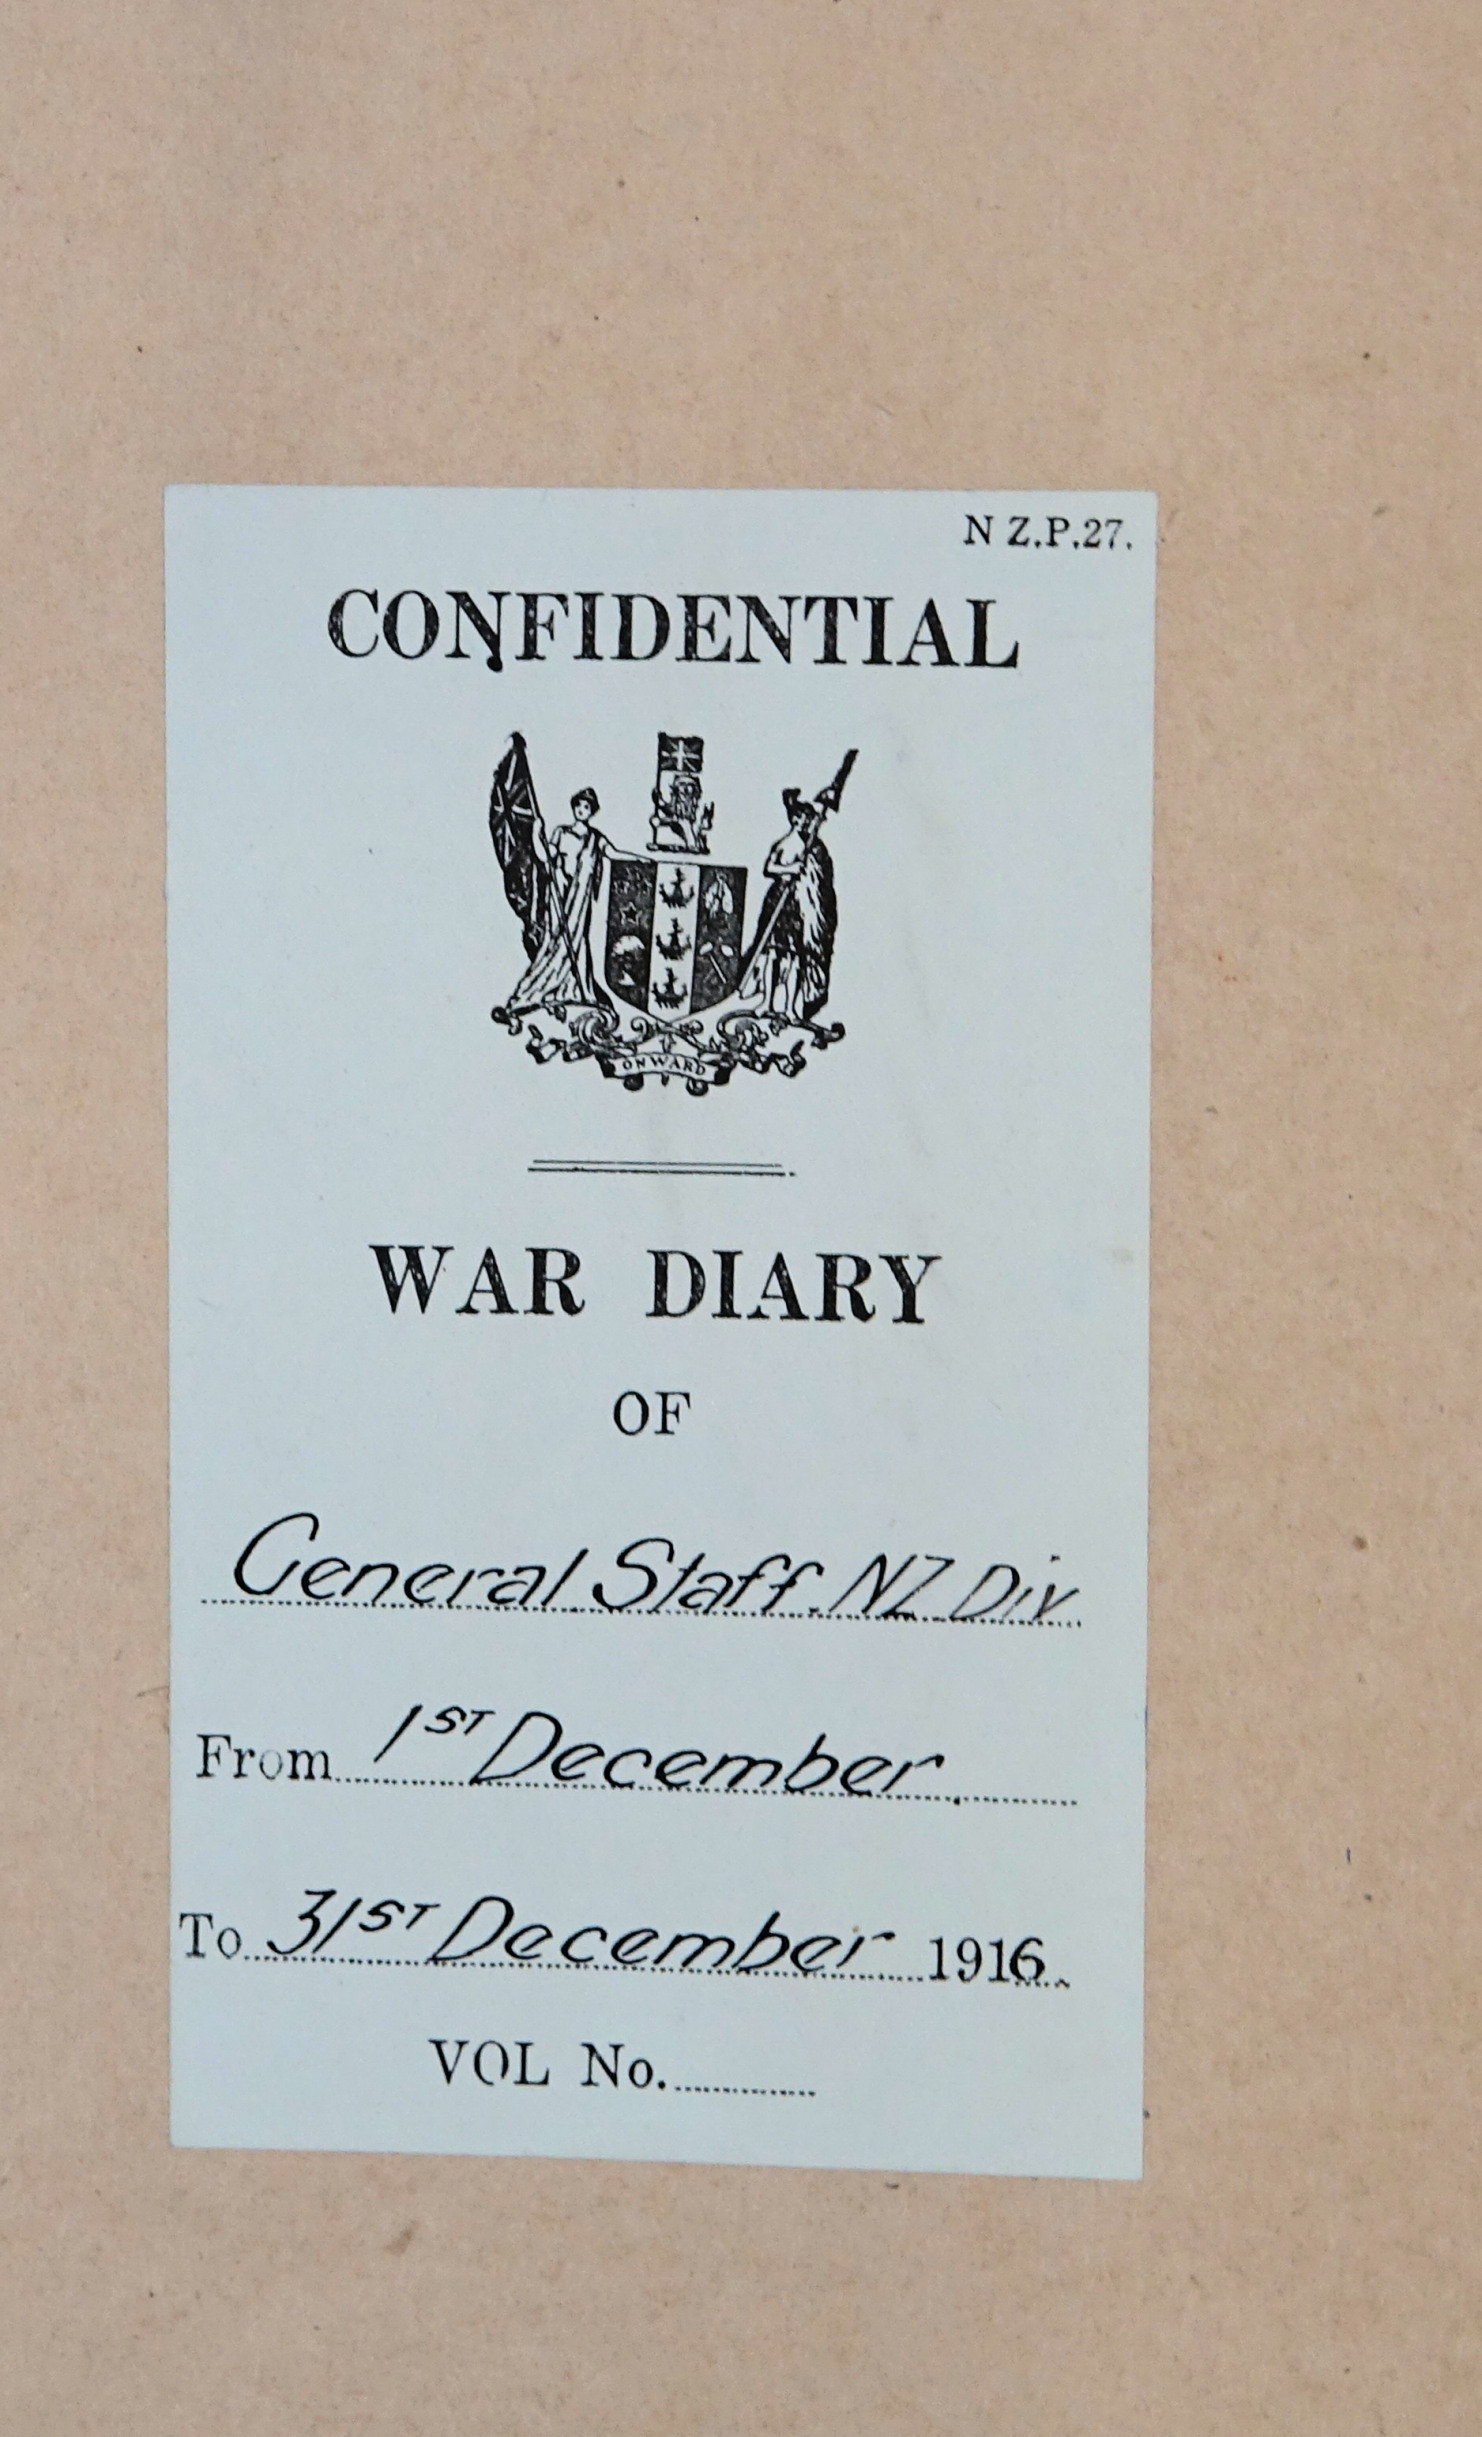 N Z.P.27.
CONFIDENTIAL
ONWARD
WAR DIARY
OF
General Staff. NZ Div.
From 1ST December.
To 31ST December 1916.
VOL No.